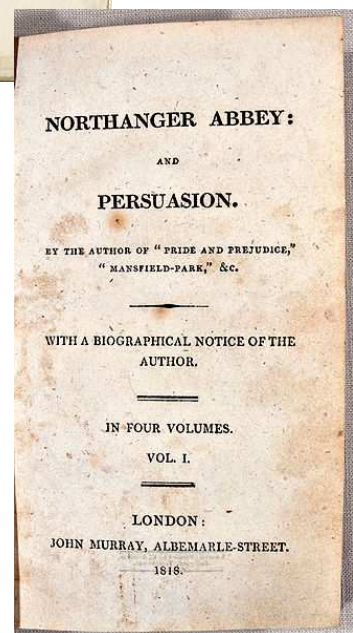 NORTHANGER ABBEY:
AND
PERSUASION.
BY THE AUTHOR OF “ PRIDE AND PREJUDICE,”
“ MANSFIELD-PARK,” &c.
WITH A BIOGRAPHICAL NOTICE OF THE
AUTHOR.
IN FOUR VOLUMES.
VOL. I.
LONDON:
JOHN MURRAY, ALBEMARLE-STREET.
1818.